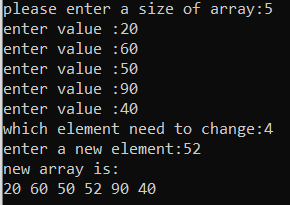 please enter a size of array:5
enter value :20
enter value :60
enter value :50
enter value :90
enter value :40
which element need to change:4
enter a new element:52
new array is:
20 60 50 52 90 40